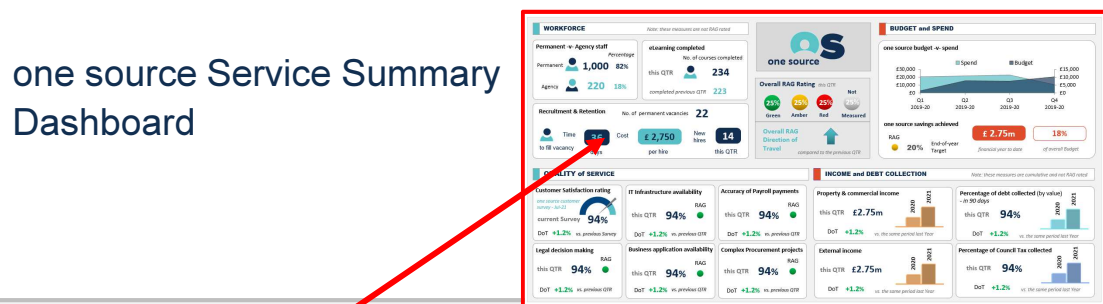 one source Service Summary
Dashboard
WORKFORCE
Note: these measures are not RAG rated
Permanent -v- Agency staff
Percentage
Permanent 1,000 82%
Agency 220 18%
eLearning completed
No. of courses completed
this QTR 234
completed previous QTR 223
Recruitment & Retention
No. of permanent vacancies 22
Time 35 Cost £ 2,750 New hires 14
to fill vacancy days per hire this QTR
OS
one source
Overall RAG Rating this QTR
Not
25% 25% 25% 25%
Green Amber Red Measured
Overall RAG
Direction of
Travel
compared to the previous QTR
BUDGET and SPEND
one source budget -v- spend
Spend Budget
£30,000 £15,000
£20,000 £10,000
£10,000 £5,000
£0 £0
Q1 Q2 Q3 Q4
2019-20 2019-20 2019-20 2019-20
one source savings achieved
RAG
20% End-of-year Target
£ 2.75m
financial year to date
18%
of overall Budget
QUALITY of SERVICE
Customer Satisfaction rating
one source customer
survey - Jul-21
current Survey 94%
DoT +1.2% vs. previous Survey
IT Infrastructure availability
RAG
this QTR 94%
DoT +1.2% vs. previous QTR
Accuracy of Payroll payments
RAG
this QTR 94%
DoT +1.2% vs. previous QTR
Legal decision making
RAG
this QTR 94%
DoT +1.2% vs. previous QTR
Business application availability
RAG
this QTR 94%
DoT +1.2% vs. previous QTR
Complex Procurement projects
RAG
this QTR 94%
DoT +1.2% vs. previous QTR
INCOME and DEBT COLLECTION
Note: these measures are cumulative and not RAG rated
Property & commercial income
2020 2021
this QTR £2.75m
DoT +1.2% vs. the same period last Year
Percentage of debt collected (by value)
- in 90 days
2020 2021
this QTR 94%
DoT +1.2% vs. the same period last Year
External income
2020 2021
this QTR £2.75m
DoT +1.2% vs. the same period last Year
Percentage of Council Tax collected
2020 2021
this QTR 94%
DoT +1.2% vs. the same period last Year